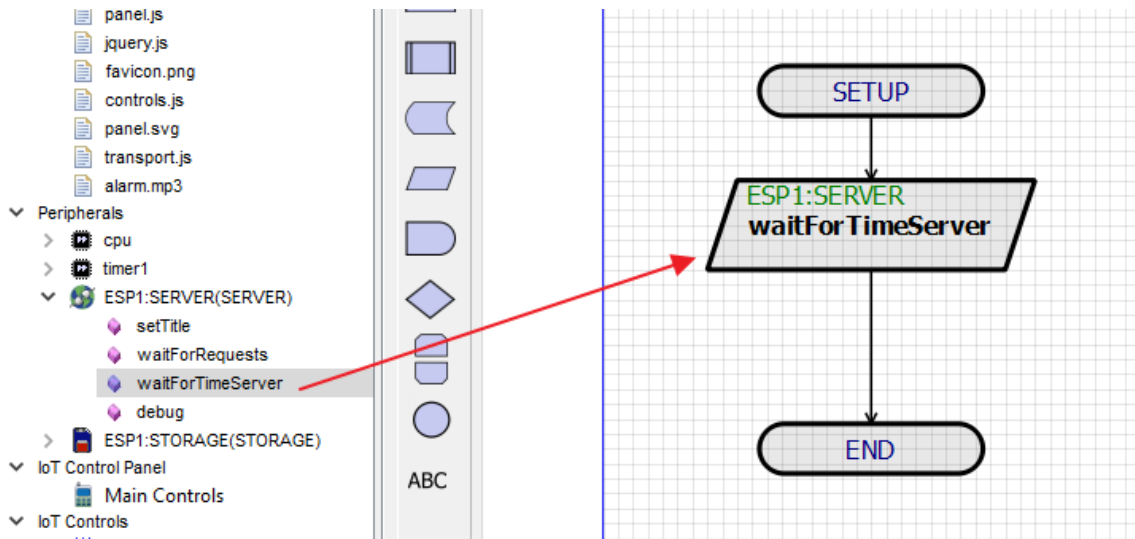 panel.js
jquery.js
favicon.png
controls.js
panel.svg
transport.js
alarm.mp3
Peripherals
cpu
timer1
ESP1:SERVER(SERVER)
setTitle
waitForRequests
waitForTimeServer
debug
ESP1:STORAGE(STORAGE)
IoT Control Panel
Main Controls
IoT Controls
ABC
SETUP
ESP1:SERVER
waitForTimeServer
END